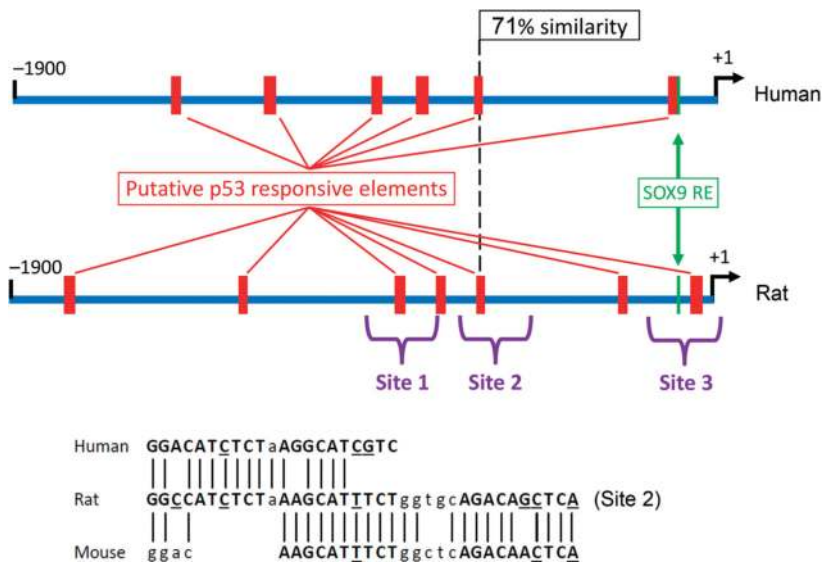 71% similarity
–1900
+1
Human
Putative p53 responsive elements
SOX9 RE
–1900
+1
Rat
Site 1
Site 2
Site 3
Human GGACATCTCTaAGGCATCGTC
Rat GGCCATCTCTaAAGCATTTCTggtgcAGACAGCTCA (Site 2)
Mouse ggac AAGCATTTCTggctcAGACAACTCA